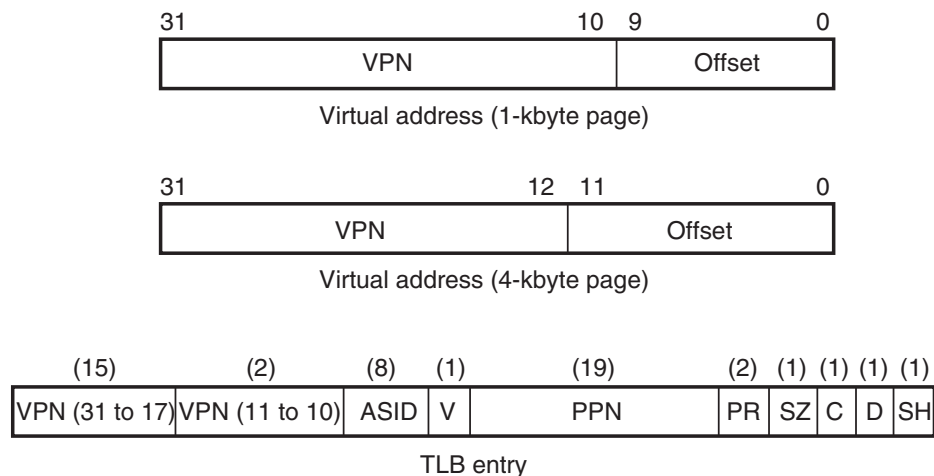 31 10 9 0
VPN Offset
Virtual address (1-kbyte page)
31 12 11 0
VPN Offset
Virtual address (4-kbyte page)
(15) (2) (8) (1) (19) (2) (1) (1) (1) (1)
VPN (31 to 17) VPN (11 to 10) ASID V PPN PR SZ C D SH
TLB entry